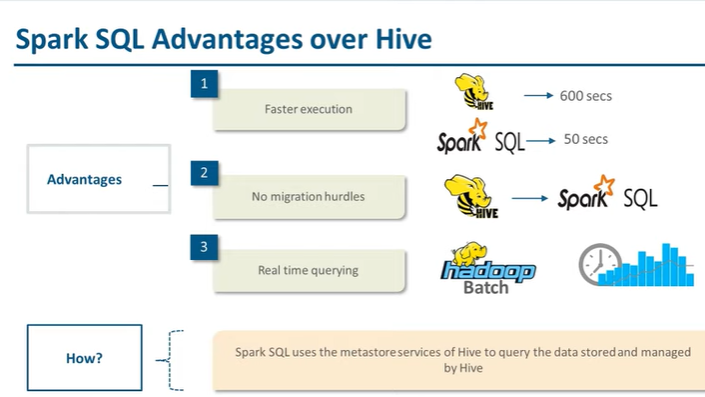 Spark SQL Advantages over Hive
1
Faster execution
HIVE
600 secs
Spark SQL
50 secs
Advantages
2
No migration hurdles
HIVE
Spark SQL
3
Real time querying
hadoop
Batch
How?
Spark SQL uses the metastore services of Hive to query the data stored and managed
by Hive